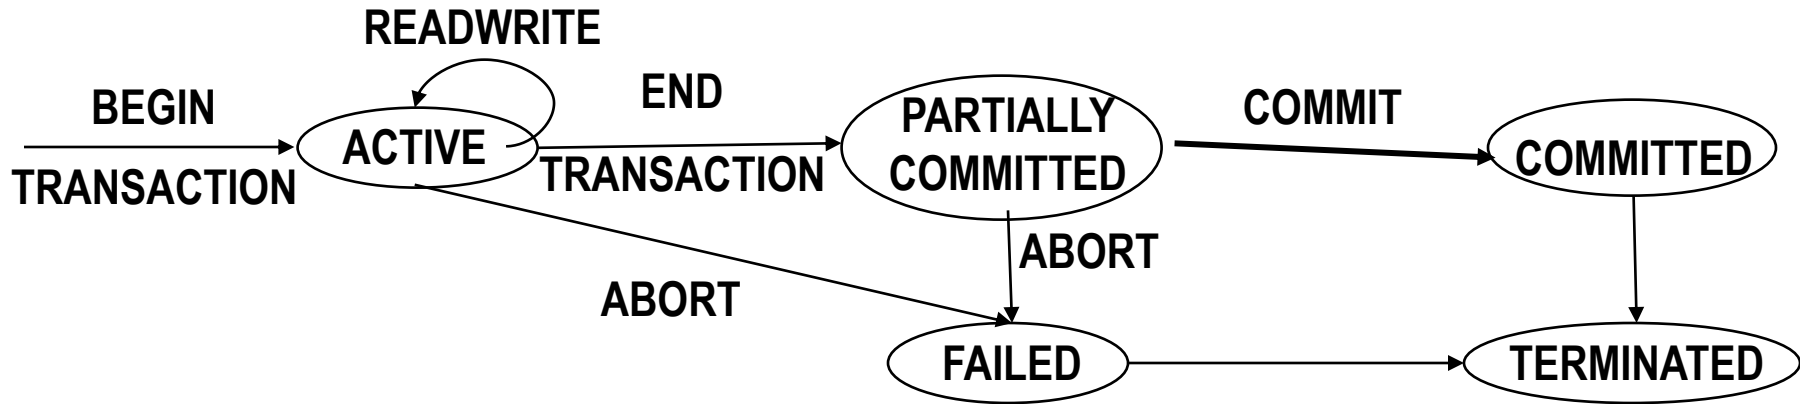 READWRITE
BEGIN
TRANSACTION
ACTIVE
END
TRANSACTION
PARTIALLY
COMMITTED
COMMIT
COMMITTED
ABORT
ABORT
FAILED
TERMINATED